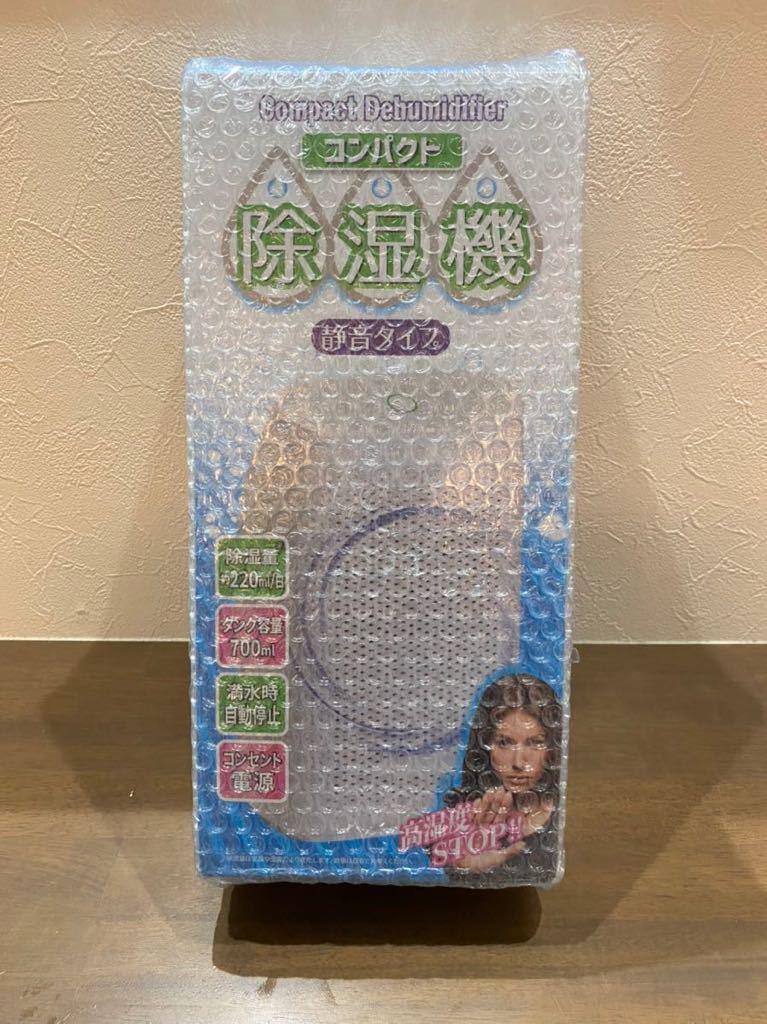 Compact Dehumidifier
コンパクト
除湿機
静音タイプ
除湿量
約220ml/日
タンク容量
700ml
満水時
自動停止
コンセント
電源
高湿度
STOP!!